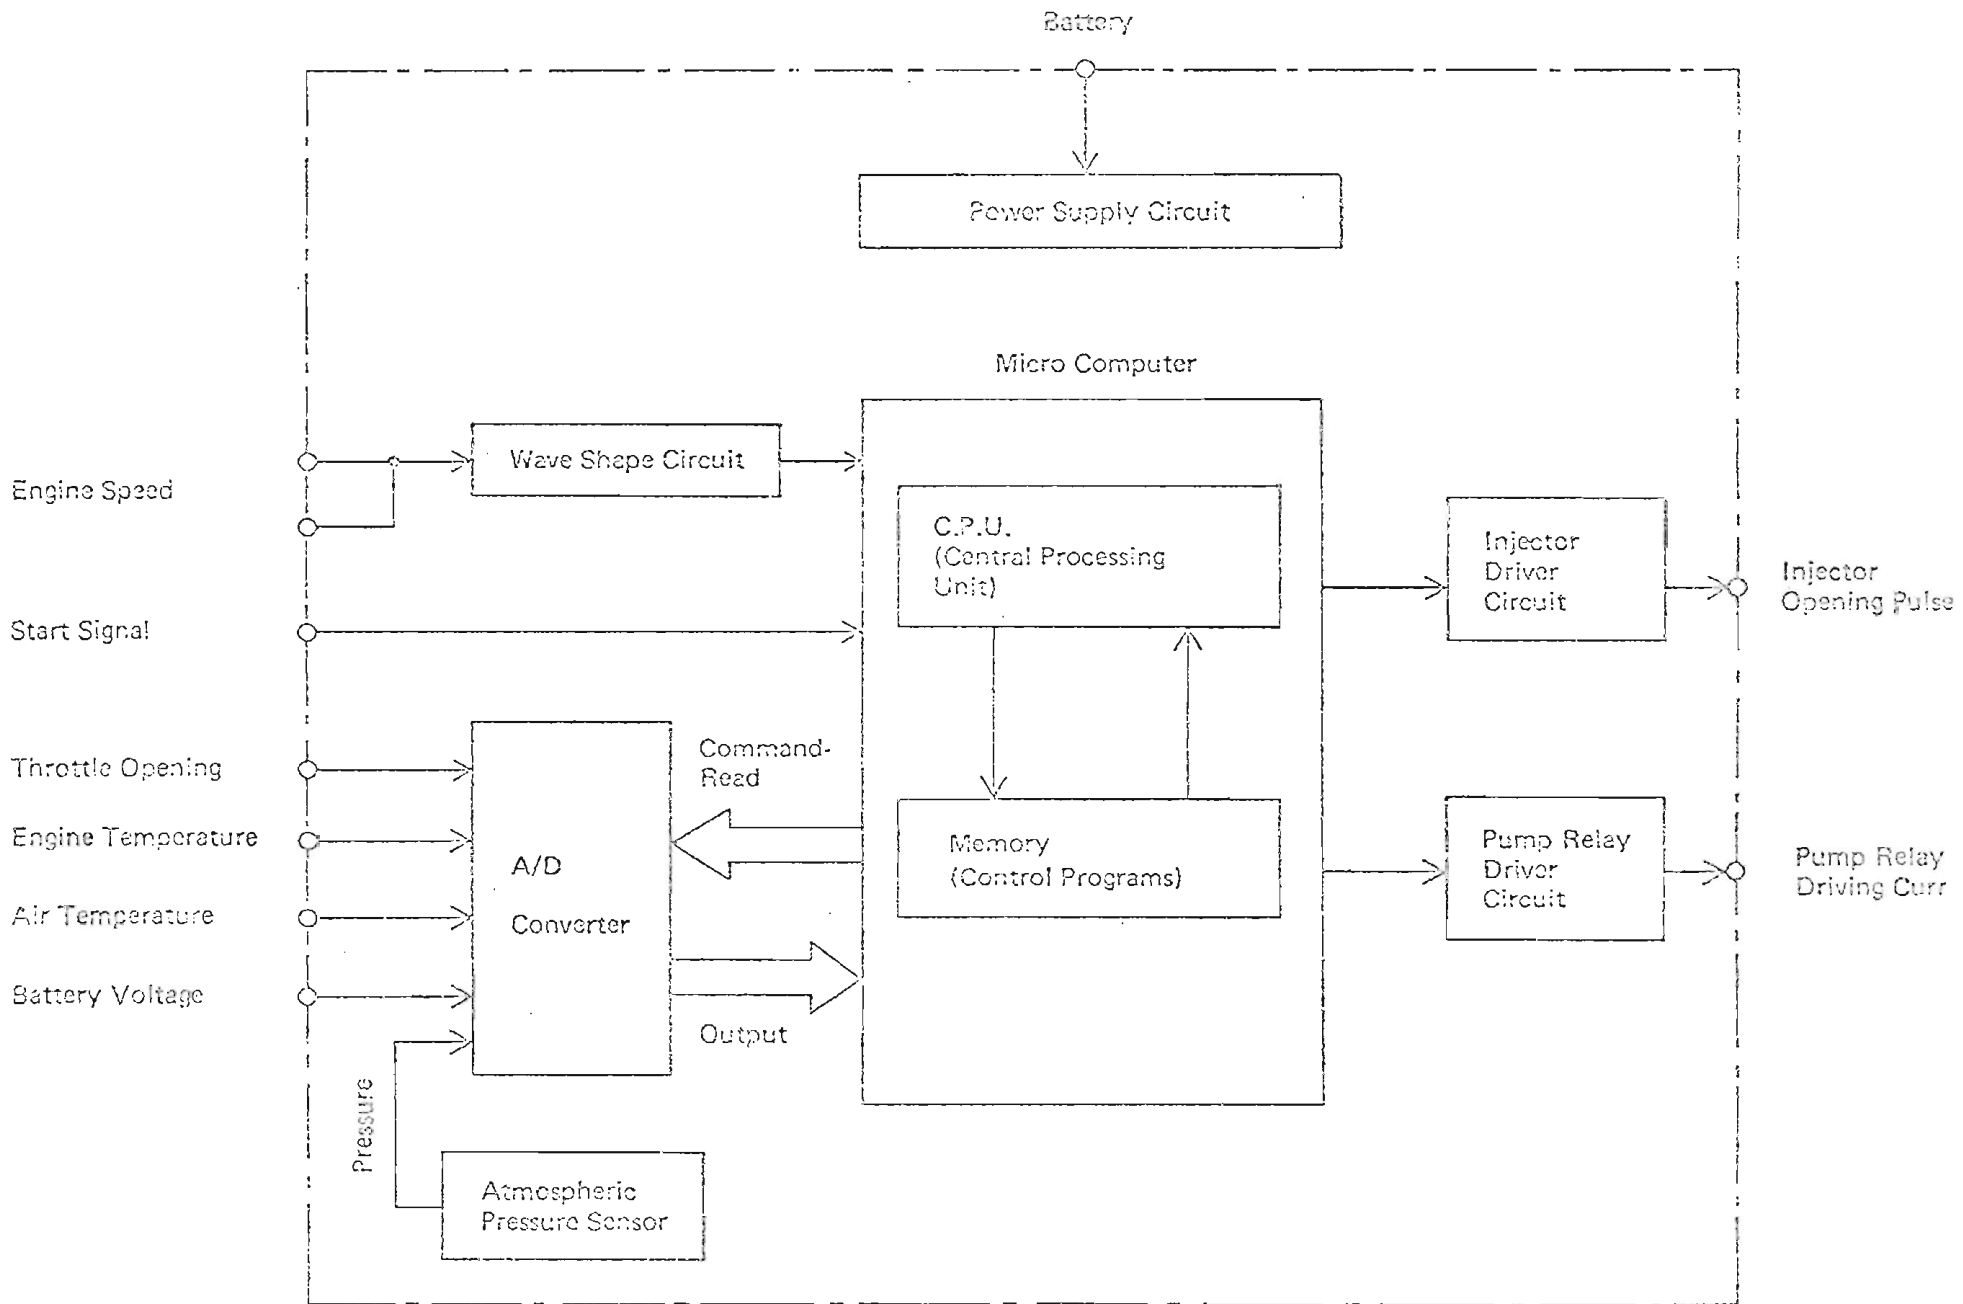 Battery
Power Supply Circuit
Micro Computer
Wave Shape Circuit
Engine Speed
C.P.U.
(Central Processing
Unit)
Injector
Driver
Circuit
Injector
Opening Pulse
Start Signal
Throttle Opening
Command-
Read
Engine Temperature
A/D
Converter
Memory
(Control Programs)
Pump Relay
Driver
Circuit
Pump Relay
Driving Curr
Air Temperature
Battery Voltage
Output
Pressure
Atmospheric
Pressure Sensor